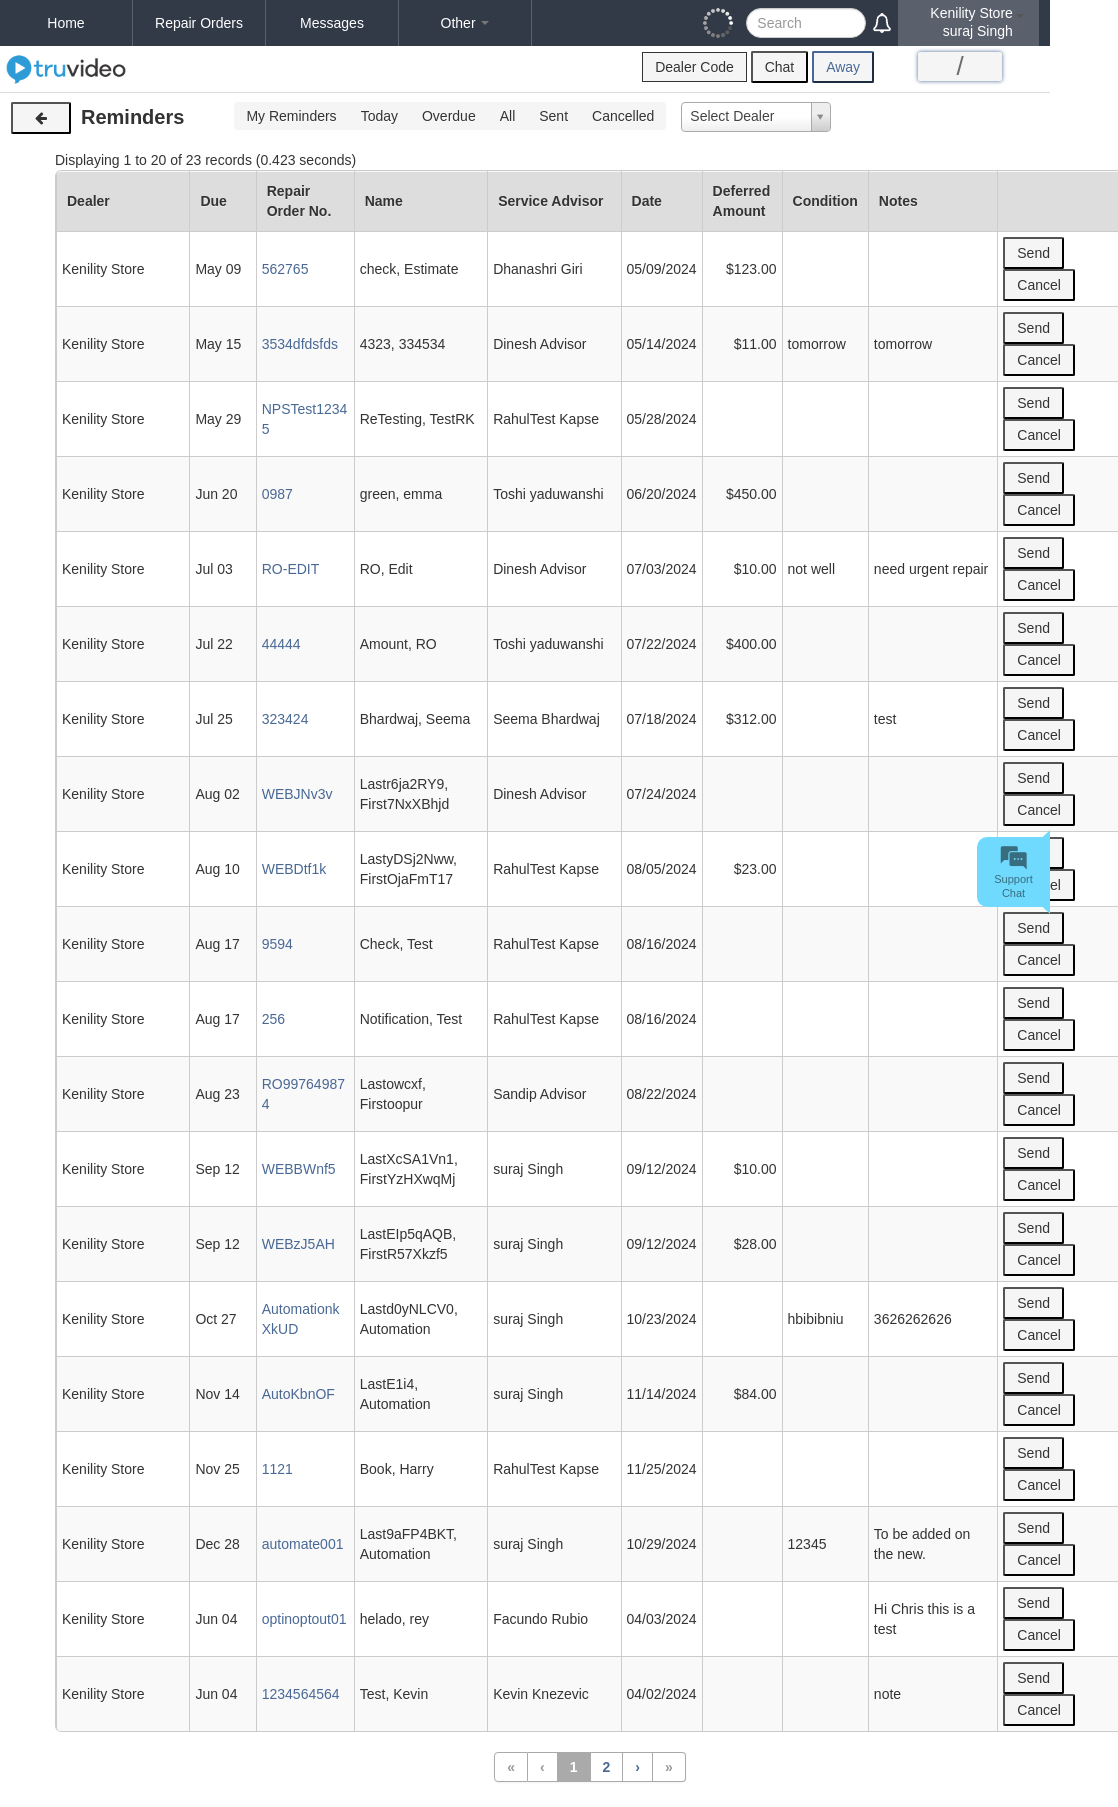 Home Repair Orders Messages Other Search Kenility Store
suraj Singh
truvideo Dealer Code Chat Away /
Reminders My Reminders Today Overdue All Sent Cancelled Select Dealer
Displaying 1 to 20 of 23 records (0.423 seconds)
Dealer Due Repair Order No. Name Service Advisor Date Deferred Amount Condition Notes
Kenility Store May 09 562765 check, Estimate Dhanashri Giri 05/09/2024 $123.00 Send
Cancel
Kenility Store May 15 3534dfdsfds 4323, 334534 Dinesh Advisor 05/14/2024 $11.00 tomorrow tomorrow Send
Cancel
Kenility Store May 29 NPSTest12345 ReTesting, TestRK RahulTest Kapse 05/28/2024 Send
Cancel
Kenility Store Jun 20 0987 green, emma Toshi yaduwanshi 06/20/2024 $450.00 Send
Cancel
Kenility Store Jul 03 RO-EDIT RO, Edit Dinesh Advisor 07/03/2024 $10.00 not well need urgent repair Send
Cancel
Kenility Store Jul 22 44444 Amount, RO Toshi yaduwanshi 07/22/2024 $400.00 Send
Cancel
Kenility Store Jul 25 323424 Bhardwaj, Seema Seema Bhardwaj 07/18/2024 $312.00 test Send
Cancel
Kenility Store Aug 02 WEBJNv3v Lastr6ja2RY9, First7NxXBhjd Dinesh Advisor 07/24/2024 Send
Cancel
Kenility Store Aug 10 WEBDtf1k LastyDSj2Nww, FirstOjaFmT17 RahulTest Kapse 08/05/2024 $23.00
Support
Chat
el
Kenility Store Aug 17 9594 Check, Test RahulTest Kapse 08/16/2024 Send
Cancel
Kenility Store Aug 17 256 Notification, Test RahulTest Kapse 08/16/2024 Send
Cancel
Kenility Store Aug 23 RO997649874 Lastowcxf, Firstoopur Sandip Advisor 08/22/2024 Send
Cancel
Kenility Store Sep 12 WEBBWnf5 LastXcSA1Vn1, FirstYzHXwqMj suraj Singh 09/12/2024 $10.00 Send
Cancel
Kenility Store Sep 12 WEBzJ5AH LastEIp5qAQB, FirstR57Xkzf5 suraj Singh 09/12/2024 $28.00 Send
Cancel
Kenility Store Oct 27 AutomationkXkUD Lastd0yNLCV0, Automation suraj Singh 10/23/2024 hbibibniu 3626262626 Send
Cancel
Kenility Store Nov 14 AutoKbnOF LastE1i4, Automation suraj Singh 11/14/2024 $84.00 Send
Cancel
Kenility Store Nov 25 1121 Book, Harry RahulTest Kapse 11/25/2024 Send
Cancel
Kenility Store Dec 28 automate001 Last9aFP4BKT, Automation suraj Singh 10/29/2024 12345 To be added on the new. Send
Cancel
Kenility Store Jun 04 optinoptout01 helado, rey Facundo Rubio 04/03/2024 Hi Chris this is a test Send
Cancel
Kenility Store Jun 04 1234564564 Test, Kevin Kevin Knezevic 04/02/2024 note Send
Cancel
« ‹ 1 2 › »